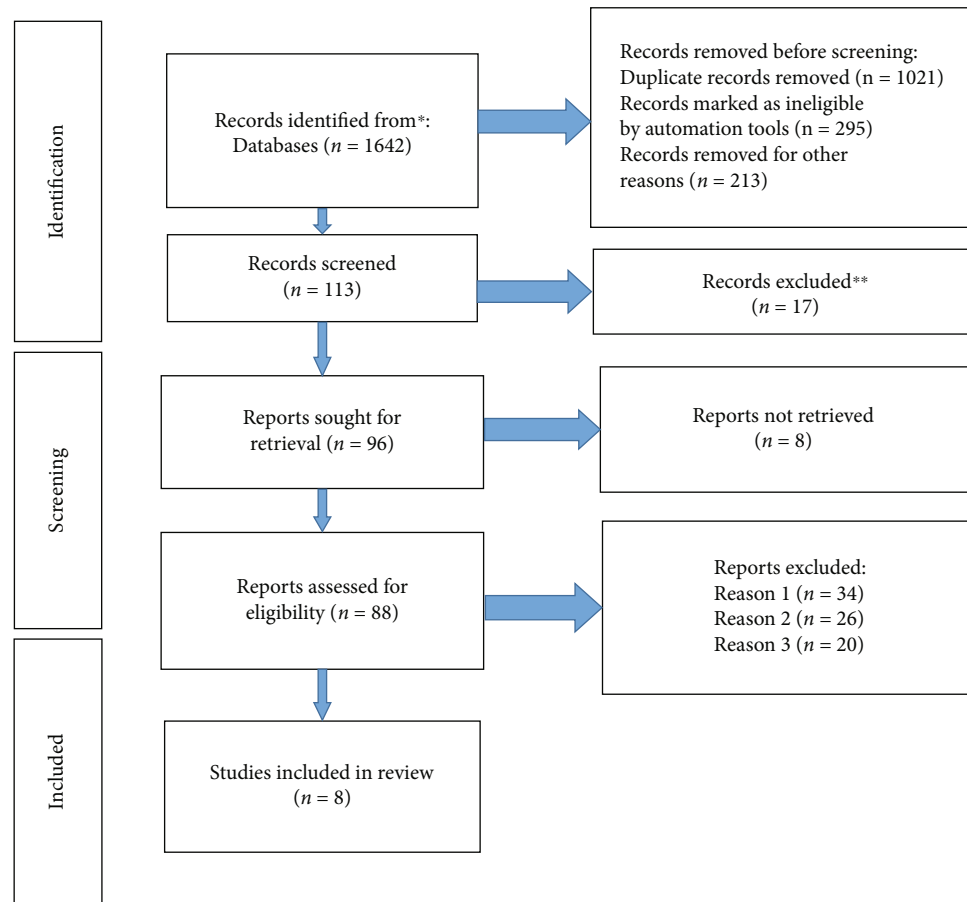 Identification
Records identified from*:
Databases (n = 1642)
Records removed before screening:
Duplicate records removed (n = 1021)
Records marked as ineligible
by automation tools (n = 295)
Records removed for other
reasons (n = 213)
Records screened
(n = 113)
Records excluded**
(n = 17)
Screening
Reports sought for
retrieval (n = 96)
Reports not retrieved
(n = 8)
Reports assessed for
eligibility (n = 88)
Reports excluded:
Reason 1 (n = 34)
Reason 2 (n = 26)
Reason 3 (n = 20)
Included
Studies included in review
(n = 8)